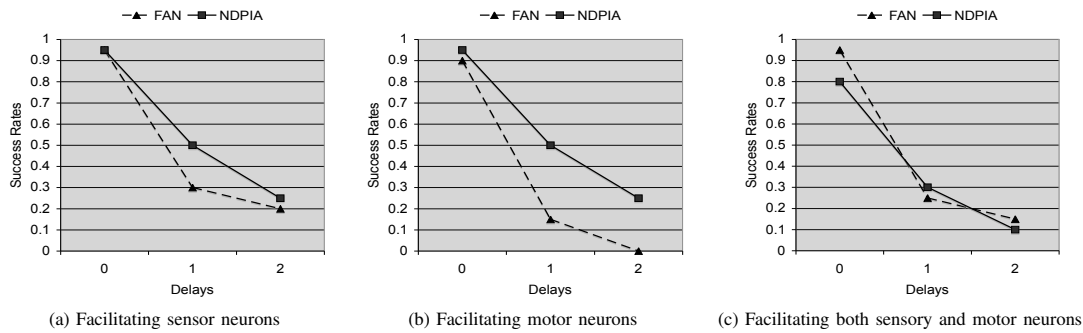 FAN NDPIA
1
0.9
0.8
0.7
0.6
0.5
0.4
0.3
0.2
0.1
0
Success Rates
0 1 2
Delays
(a) Facilitating sensor neurons
FAN NDPIA
1
0.9
0.8
0.7
0.6
0.5
0.4
0.3
0.2
0.1
0
Success Rates
0 1 2
Delays
(b) Facilitating motor neurons
FAN NDPIA
1
0.9
0.8
0.7
0.6
0.5
0.4
0.3
0.2
0.1
0
Success Rates
0 1 2
Delays
(c) Facilitating both sensory and motor neurons